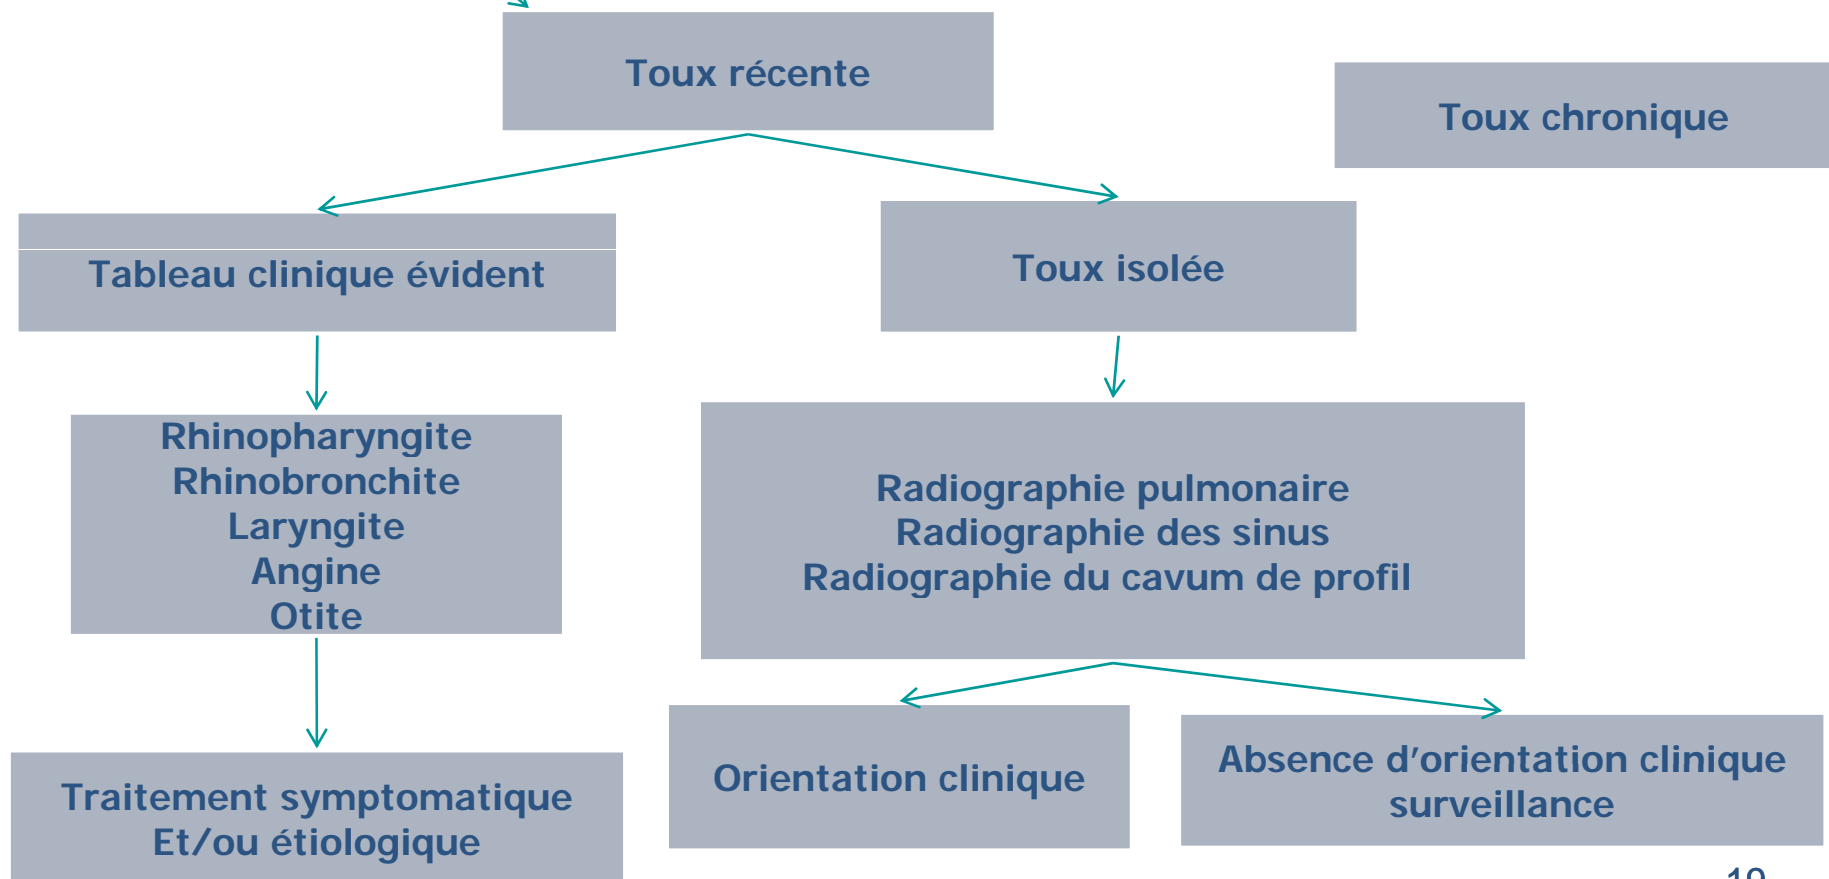 Toux récente
Toux chronique
Tableau clinique évident
Toux isolée
Rhinopharyngite
Rhinobronchite
Laryngite
Angine
Otite
Radiographie pulmonaire
Radiographie des sinus
Radiographie du cavum de profil
Traitement symptomatique
Et/ou étiologique
Orientation clinique
Absence d’orientation clinique
surveillance